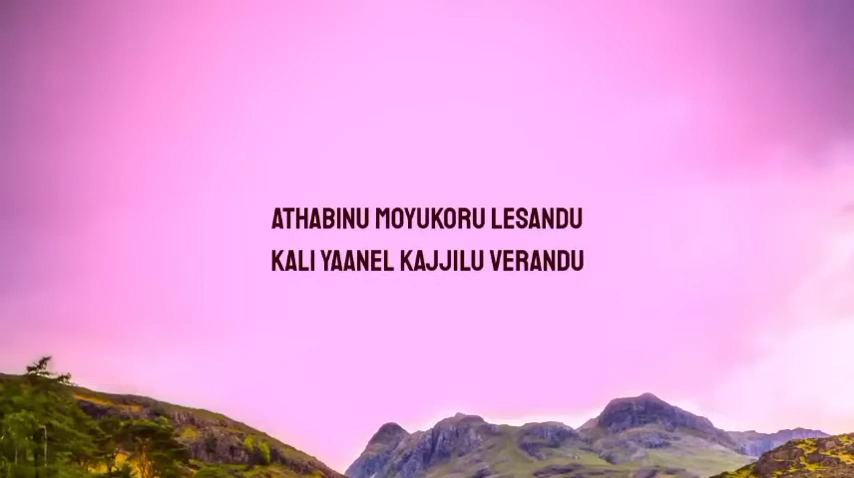 ATHABINU MOYUKORU LESANDU
KALI YAANEL KAJJILU VERANDU